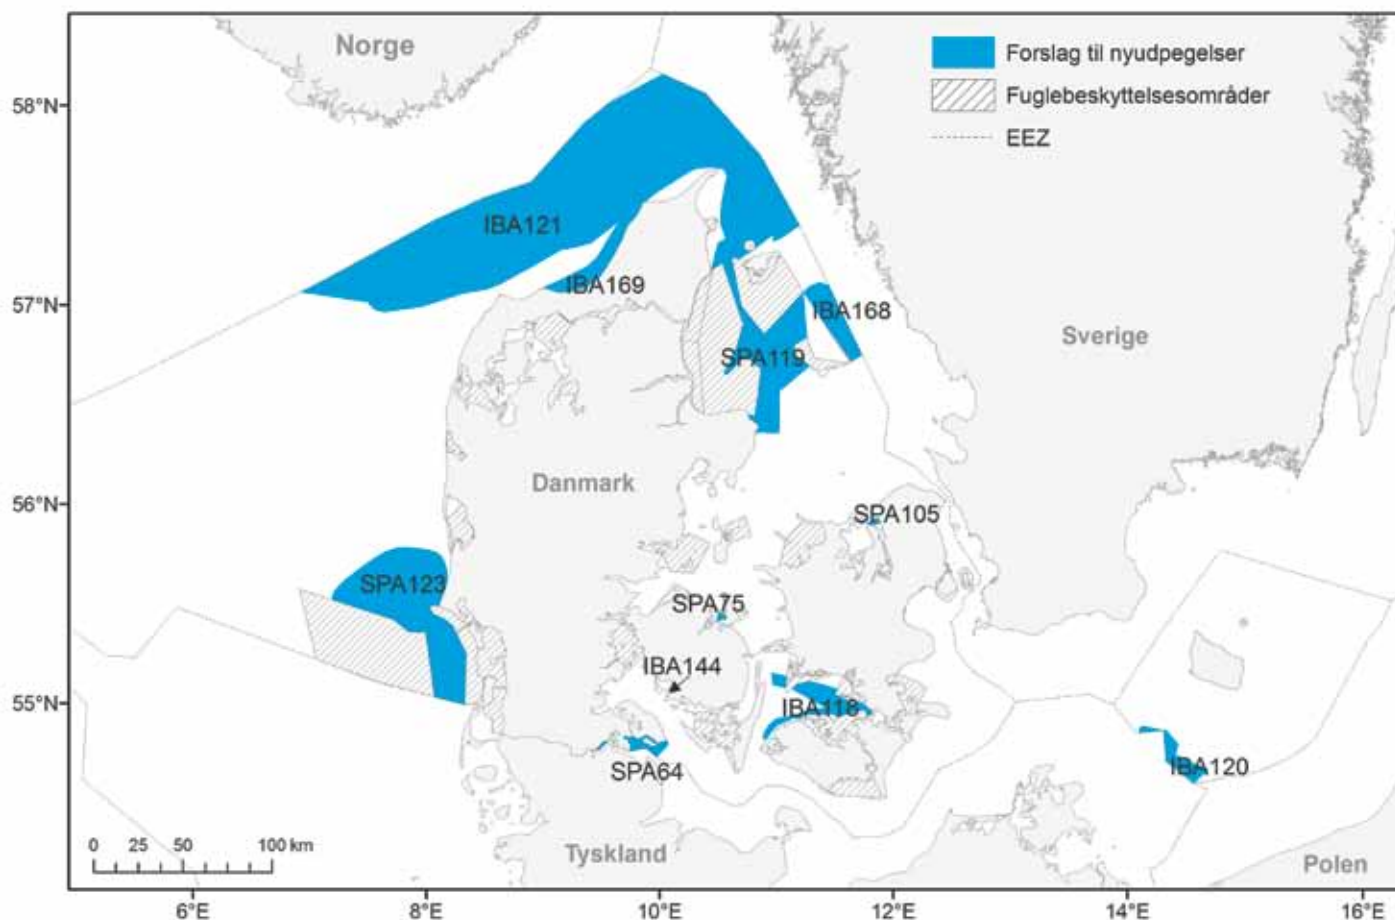 Norge
Forslag til nyudpegelser
Fuglebeskyttelsesområder
EEZ
58°N
IBA121
57°N
IBA169
IBA168
Sverige
SPA119
Danmark
56°N
SPA105
SPA123
SPA75
IBA144
55°N
IBA118
IBA120
SPA64
0 25 50 100 km
Tyskland
Polen
6°E 8°E 10°E 12°E 14°E 16°E